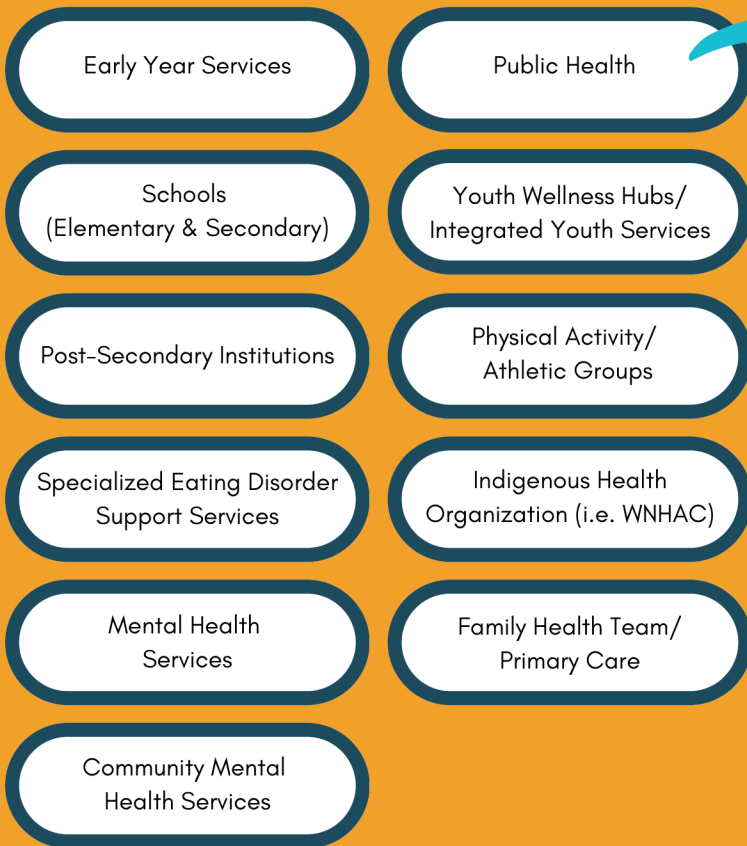 Early Year Services
Public Health
Schools
(Elementary & Secondary)
Youth Wellness Hubs/
Integrated Youth Services
Post-Secondary Institutions
Physical Activity/
Athletic Groups
Specialized Eating Disorder
Support Services
Indigenous Health
Organization (i.e. WNHAC)
Mental Health
Services
Family Health Team/
Primary Care
Community Mental
Health Services